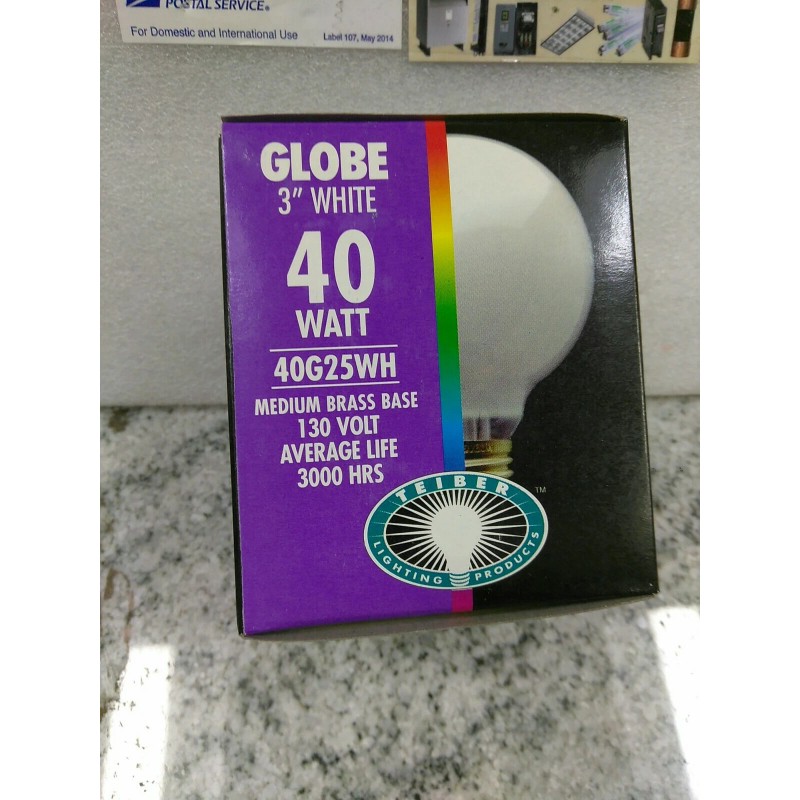 POSTAL SERVICE®
For Domestic and International Use
Label 107, May 2014
GLOBE
3" WHITE
40
WATT
40G25WH
MEDIUM BRASS BASE
130 VOLT
AVERAGE LIFE
3000 HRS
TEIBER
LIGHTING PRODUCTS
TM